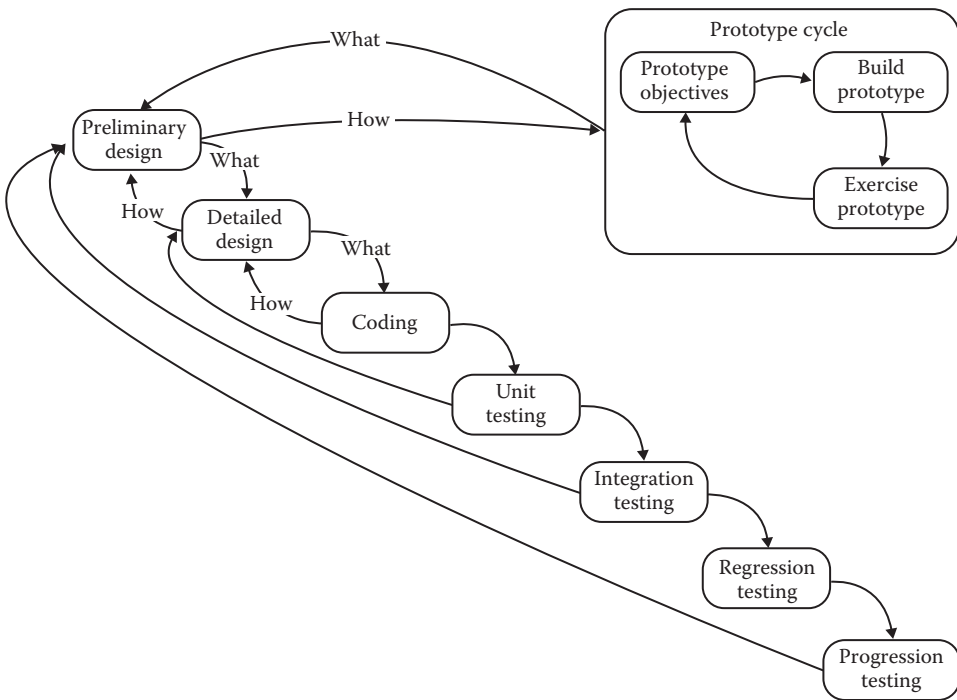 Prototype cycle
What
Prototype
objectives
Build
prototype
Preliminary
design
How
What
Exercise
prototype
How
Detailed
design
What
How
Coding
Unit
testing
Integration
testing
Regression
testing
Progression
testing